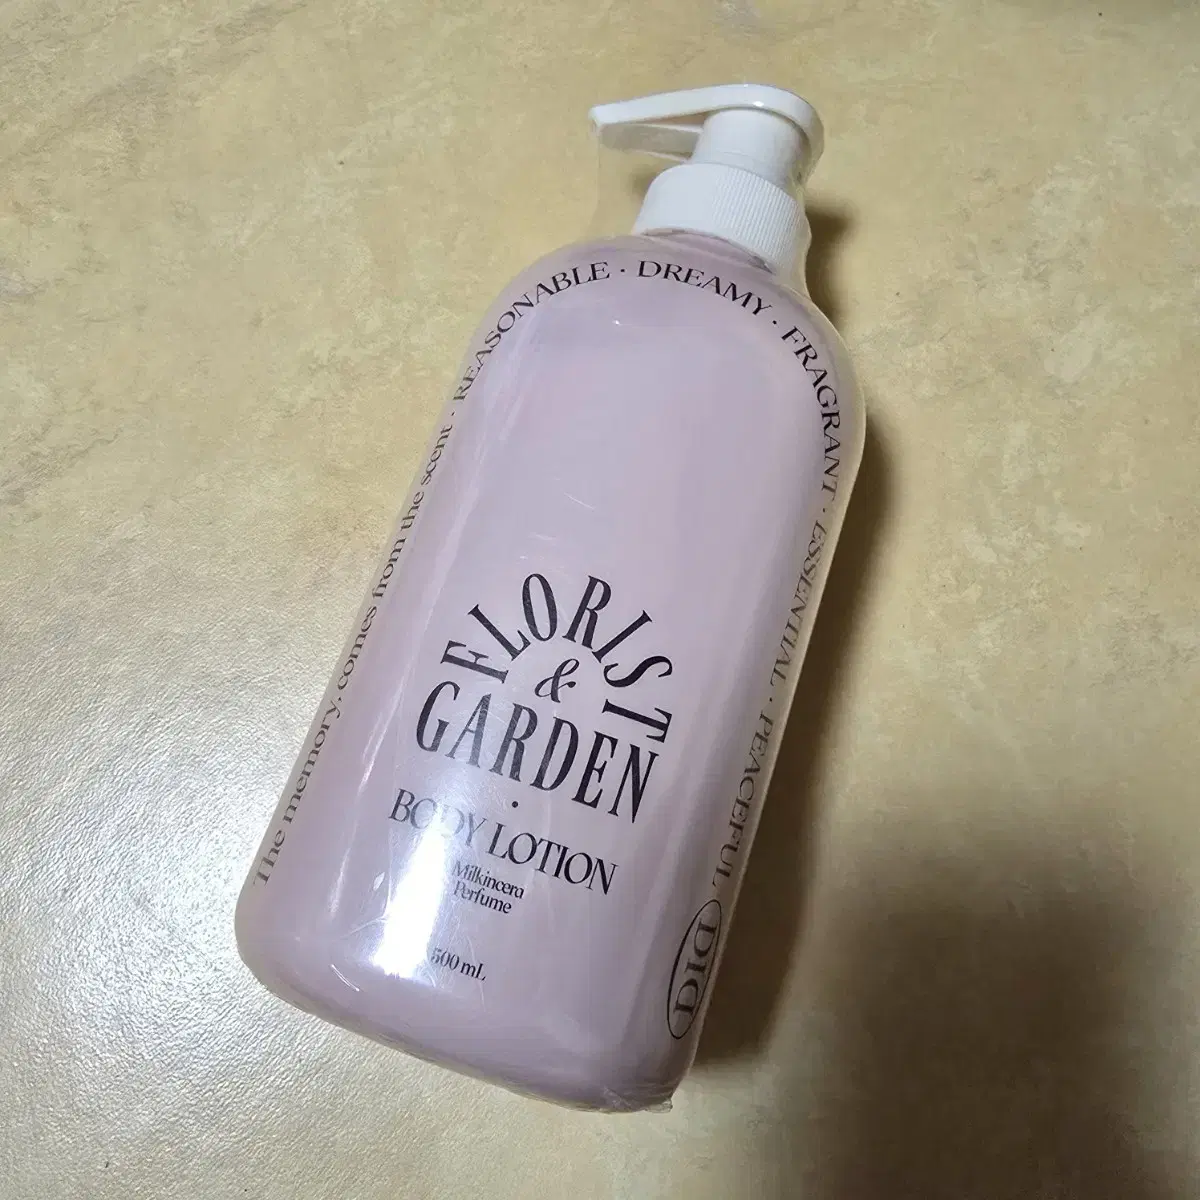 The memory, comes from the scent · REASONABLE · DREAMY · FRAGRANT · ESSENTIAL · PEACEFUL
FLORIST
&
GARDEN
·
BODY LOTION
Milkincera
Perfume
500 mL